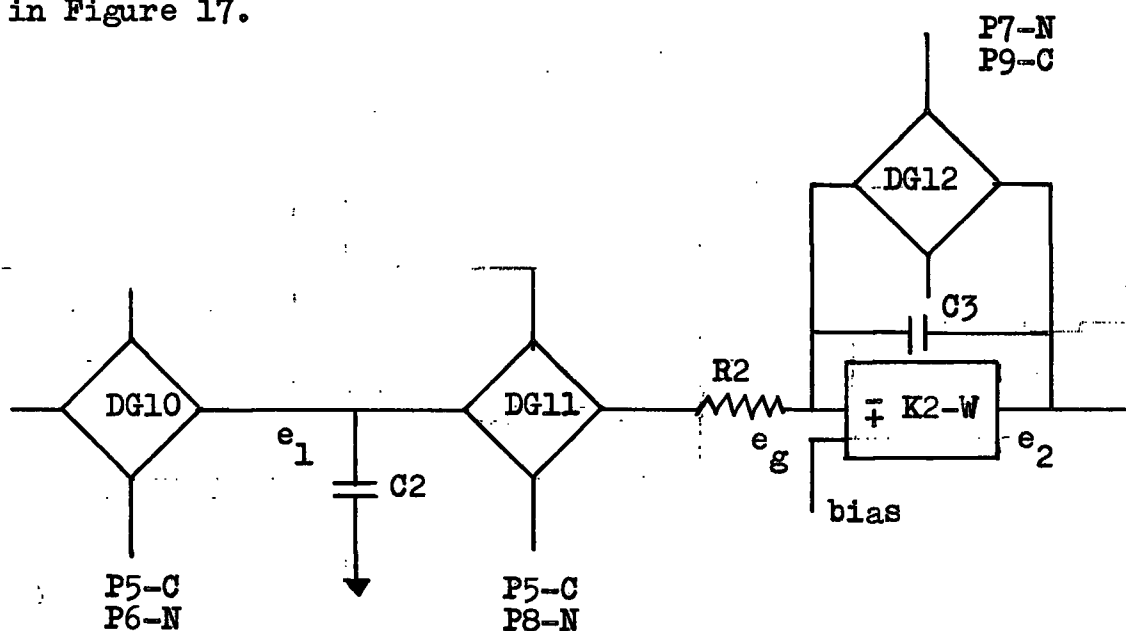 in Figure 17.
P7-N
P9-C
DG12
C3
R2
DG10
DG11
K2-W
e1
eg
e2
C2
bias
P5-C
P6-N
P5-C
P8-N